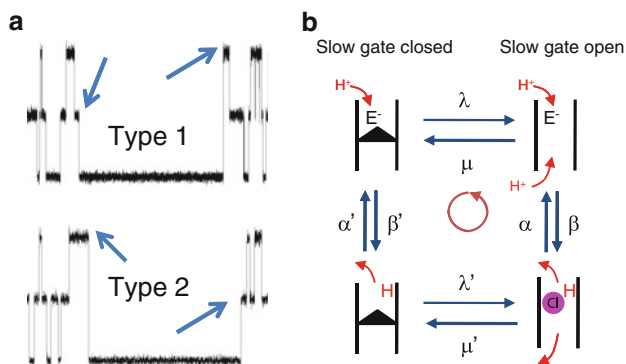 a
Type 1
Type 2
b
Slow gate closed Slow gate open
H+ H+
E- λ E-
μ
H+
α' β' α β
H λ' H
Cl
μ'